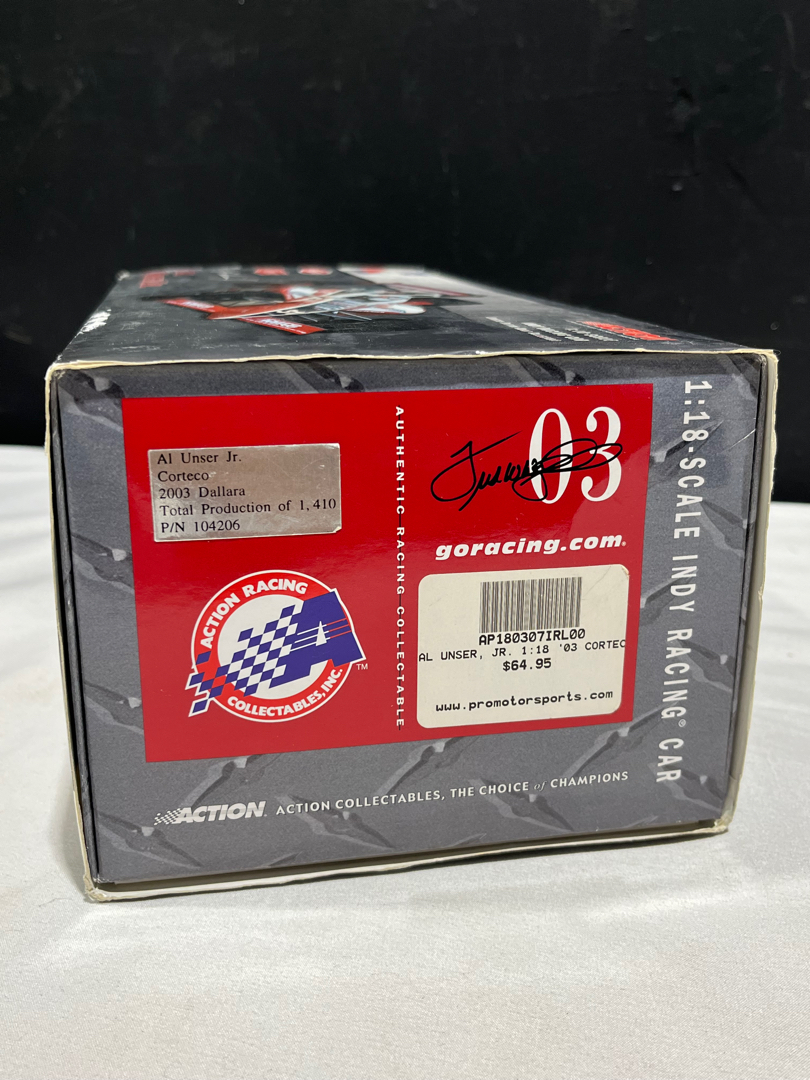 Al Unser Jr.
Corteco
2003 Dallara
Total Production of 1,410
P/N 104206
ACTION RACING
COLLECTABLES, INC.
TM
AUTHENTIC RACING COLLECTABLE
03
goracing.com®
AP180307IRL00
AL UNSER, JR. 1:18 '03 CORTEC
$64.95
www.promotorsports.com
1:18-SCALE INDY RACING® CAR
ACTION. ACTION COLLECTABLES, THE CHOICE of CHAMPIONS